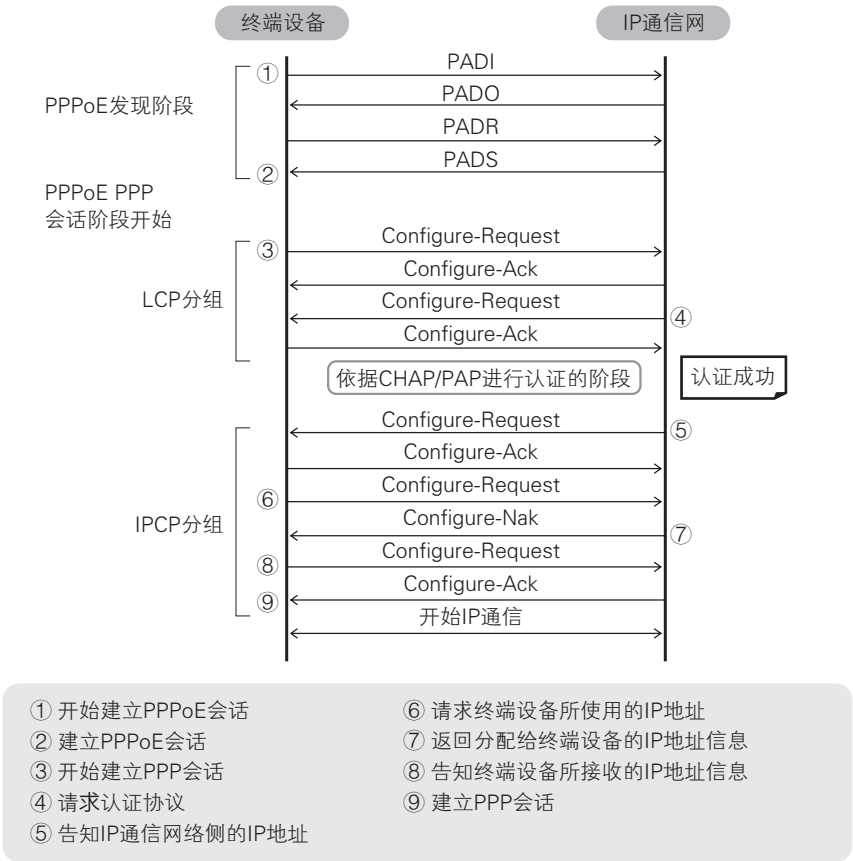 终端设备
IP通信网
PPPoE发现阶段
①
PADI
PADO
PADR
②
PADS
PPPoE PPP
会话阶段开始
LCP分组
③
Configure-Request
Configure-Ack
Configure-Request
④
Configure-Ack
依据CHAP/PAP进行认证的阶段
认证成功
IPCP分组
Configure-Request
⑤
Configure-Ack
⑥
Configure-Request
Configure-Nak
⑦
⑧
Configure-Request
Configure-Ack
⑨
开始IP通信
① 开始建立PPPoE会话
② 建立PPPoE会话
③ 开始建立PPP会话
④ 请求认证协议
⑤ 告知IP通信网络侧的IP地址
⑥ 请求终端设备所使用的IP地址
⑦ 返回分配给终端设备的IP地址信息
⑧ 告知终端设备所接收的IP地址信息
⑨ 建立PPP会话